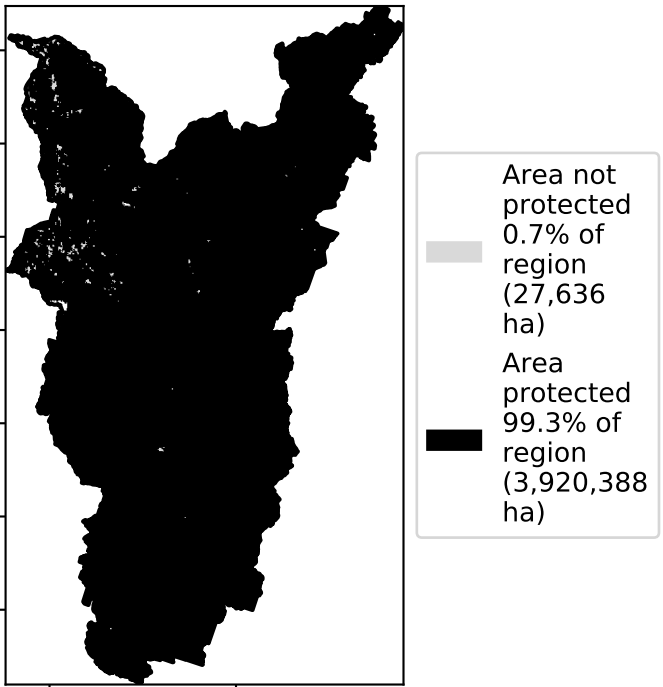 Area not
protected
0.7% of
region
(27,636
ha)
Area
protected
99.3% of
region
(3,920,388
ha)